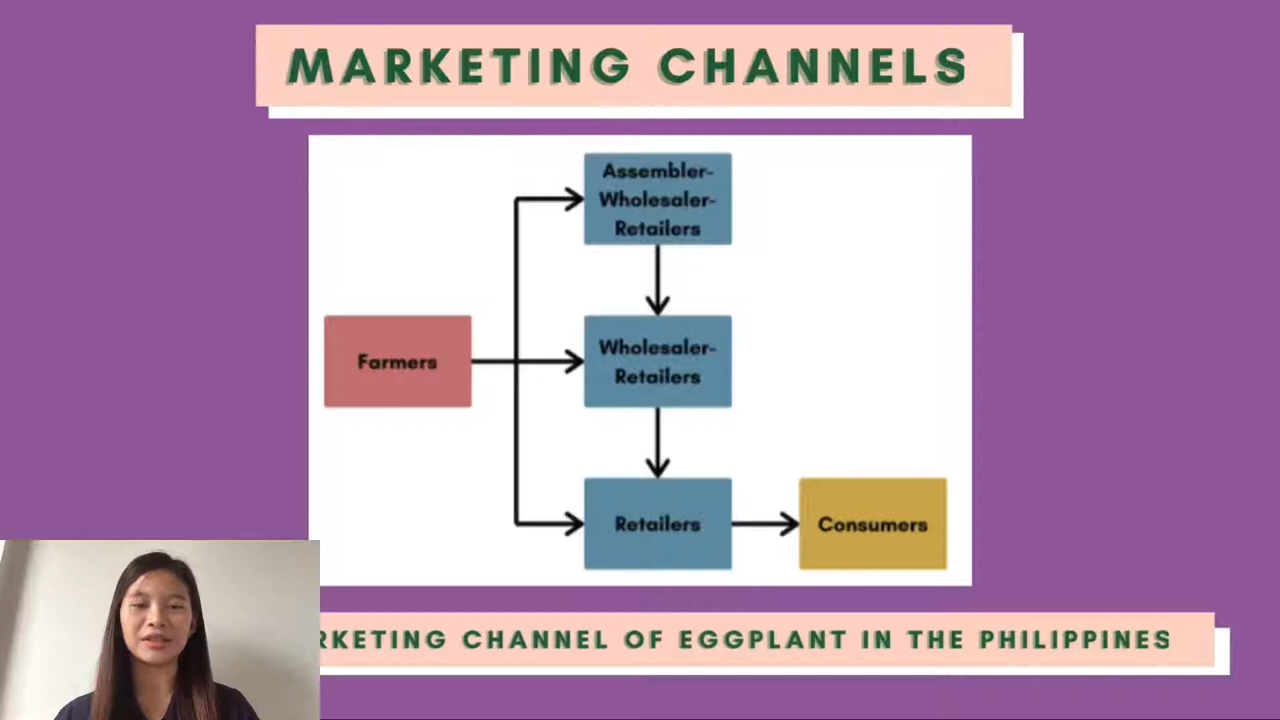 MARKETING CHANNELS
Assembler-
Wholesaler-
Retailers
Farmers
Wholesaler-
Retailers
Retailers
Consumers
RKETING CHANNEL OF EGGPLANT IN THE PHILIPPINES